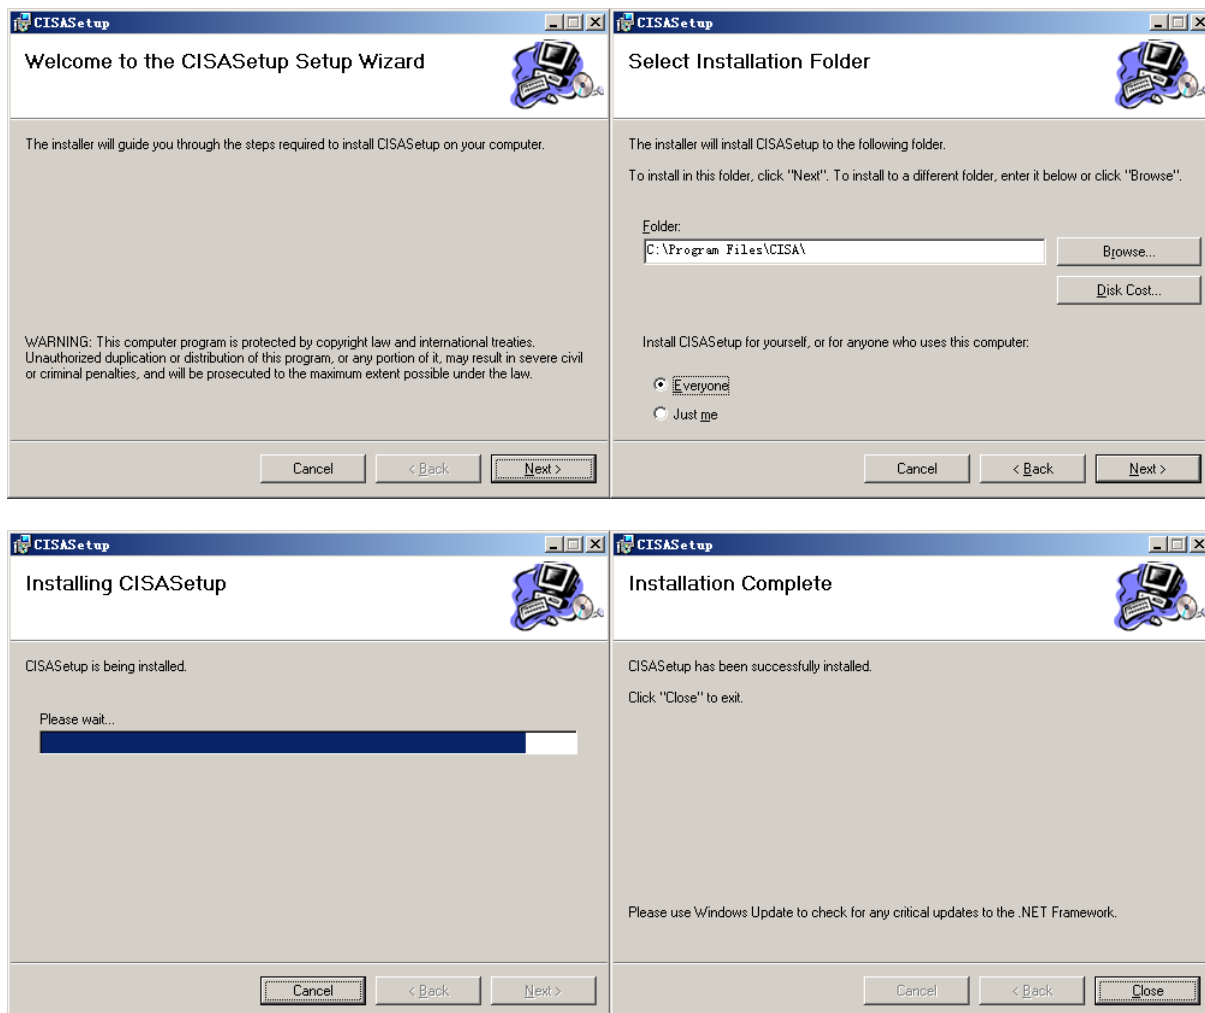 CISASetup
Welcome to the CISASetup Setup Wizard
The installer will guide you through the steps required to install CISASetup on your computer.
WARNING: This computer program is protected by copyright law and international treaties.
Unauthorized duplication or distribution of this program, or any portion of it, may result in severe civil
or criminal penalties, and will be prosecuted to the maximum extent possible under the law.
Cancel
< Back
Next >
CISASetup
Select Installation Folder
The installer will install CISASetup to the following folder.
To install in this folder, click "Next". To install to a different folder, enter it below or click "Browse".
Folder:
C:\Program Files\CISA\
Browse...
Disk Cost...
Install CISASetup for yourself, or for anyone who uses this computer:
Everyone
Just me
Cancel
< Back
Next >
CISASetup
Installing CISASetup
CISASetup is being installed.
Please wait...
Cancel
< Back
Next >
CISASetup
Installation Complete
CISASetup has been successfully installed.
Click "Close" to exit.
Please use Windows Update to check for any critical updates to the .NET Framework.
Cancel
< Back
Close